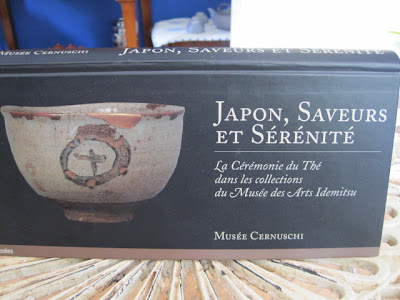 MUSÉE CERNUSCHI
JAPON, SAVEURS ET SÉRÉNITÉ
JAPON, SAVEURS
ET SÉRÉNITÉ
La Cérémonie du Thé
dans les collections
du Musée des Arts Idemitsu
MUSÉE CERNUSCHI